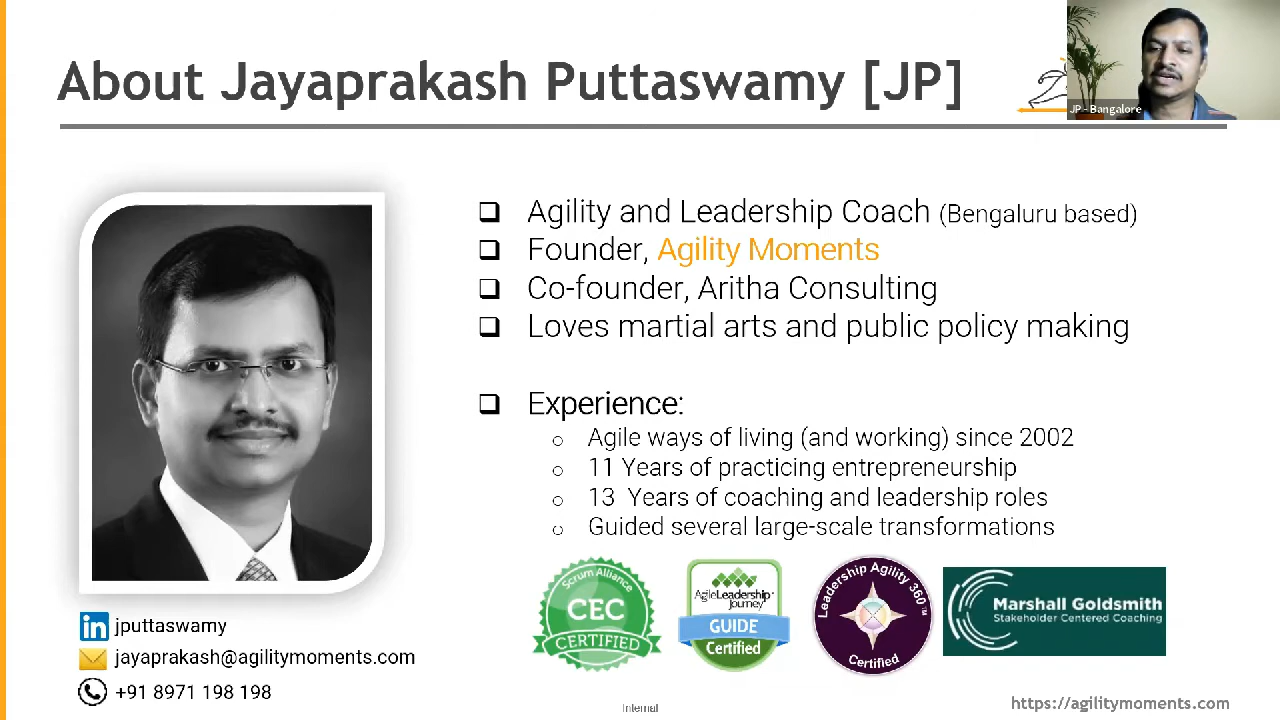 About Jayaprakash Puttaswamy [JP]
JP - Bangalore
Agility and Leadership Coach (Bengaluru based)
Founder, Agility Moments
Co-founder, Aritha Consulting
Loves martial arts and public policy making
Experience:
Agile ways of living (and working) since 2002
11 Years of practicing entrepreneurship
13 Years of coaching and leadership roles
Guided several large-scale transformations
Scrum Alliance
CEC
CERTIFIED
AgileLeadership
Journey
GUIDE
Certified
Leadership Agility 360™
Certified
Marshall Goldsmith
Stakeholder Centered Coaching
jputtaswamy
jayaprakash@agilitymoments.com
+91 8971 198 198
Internal
https://agilitymoments.com